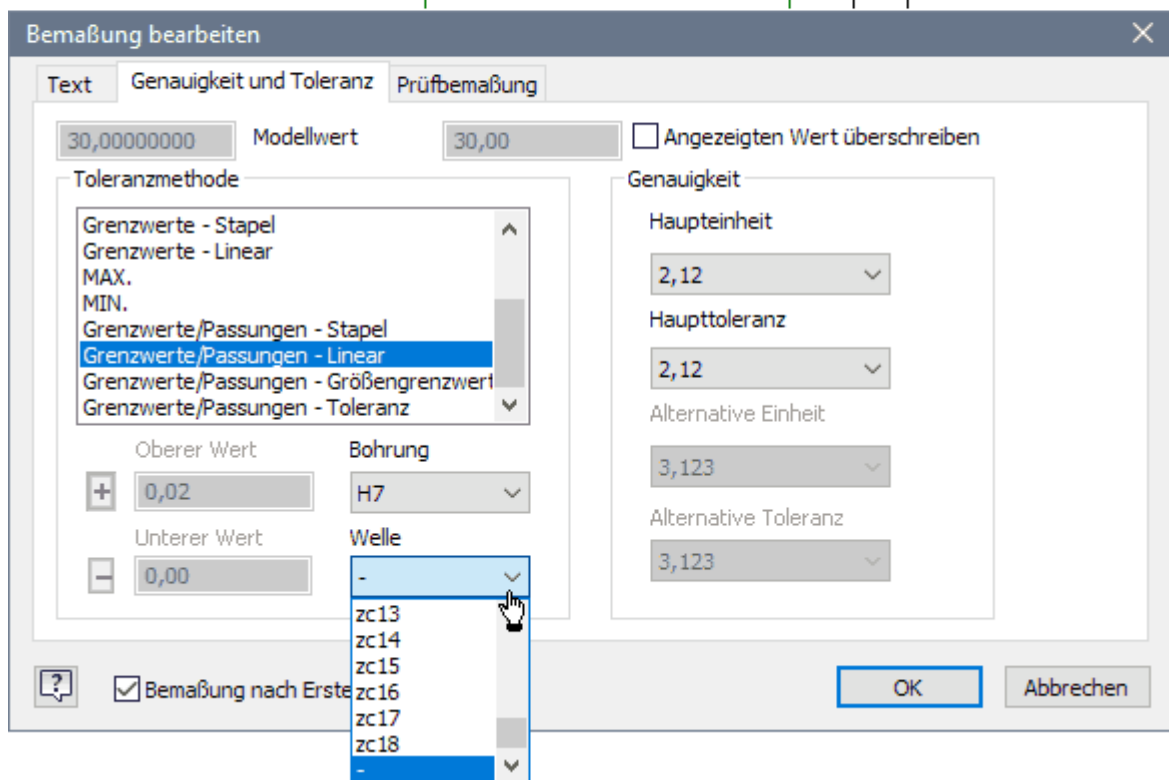 Bemaßung bearbeiten
Text Genauigkeit und Toleranz Prüfbemaßung
30,00000000 Modellwert 30,00 Angezeigten Wert überschreiben
Toleranzmethode
Grenzwerte - Stapel
Grenzwerte - Linear
MAX.
MIN.
Grenzwerte/Passungen - Stapel
Grenzwerte/Passungen - Linear
Grenzwerte/Passungen - Größengrenzwert
Grenzwerte/Passungen - Toleranz
Oberer Wert Bohrung
+ 0,02 H7
Unterer Wert Welle
- 0,00 -
zc13
zc14
zc15
zc16
zc17
zc18
-
Genauigkeit
Haupteinheit
2,12
Haupttoleranz
2,12
Alternative Einheit
3,123
Alternative Toleranz
3,123
? Bemaßung nach Erste
OK Abbrechen